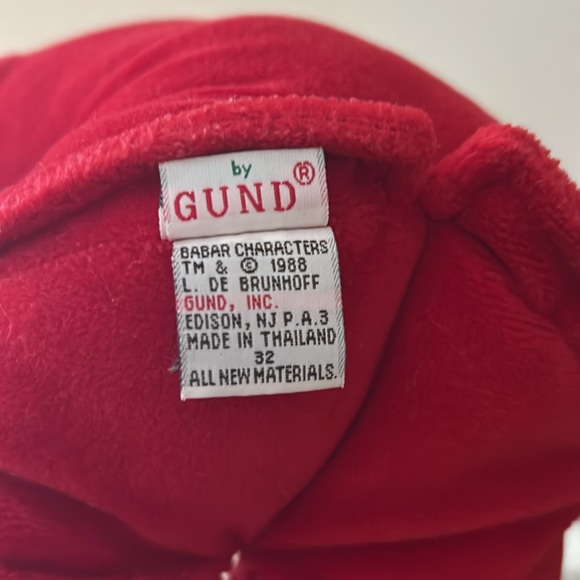 by
GUND®
BABAR CHARACTERS
TM & © 1988
L. DE BRUNHOFF
GUND, INC.
EDISON, NJ P.A.3
MADE IN THAILAND
32
ALL NEW MATERIALS.